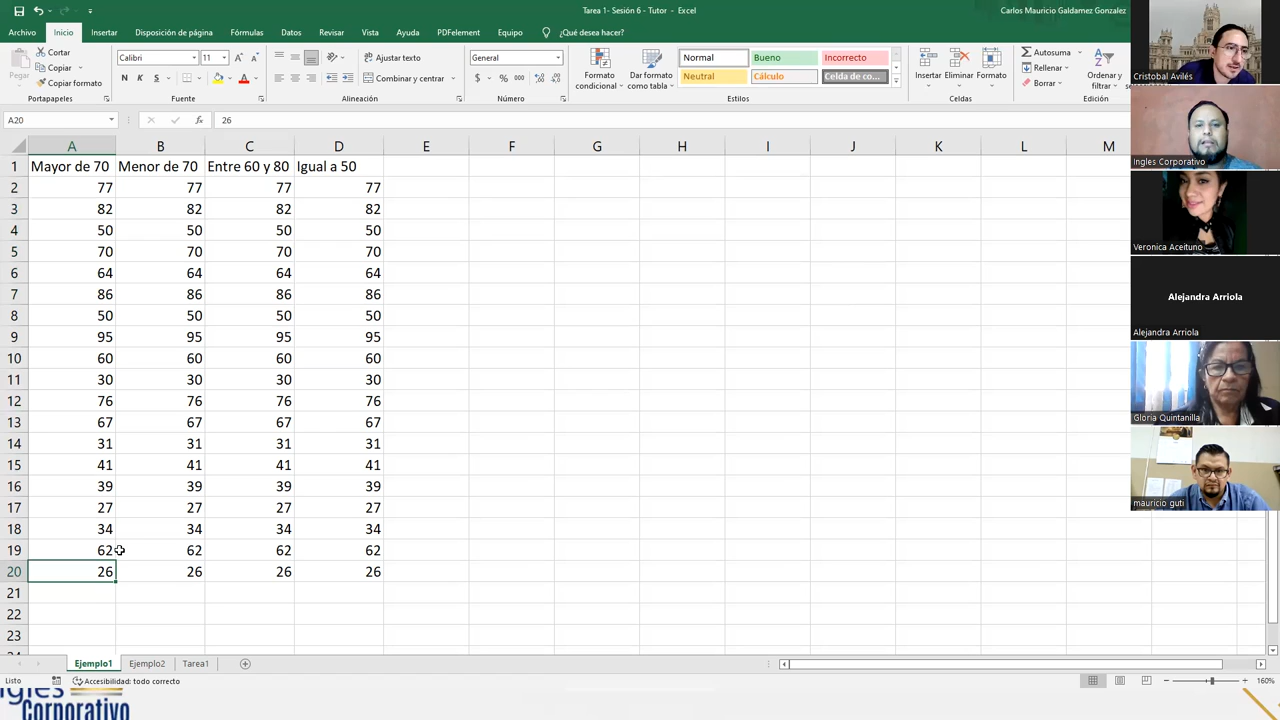 Tarea 1- Sesión 6 - Tutor - Excel
Carlos Mauricio Galdamez Gonzalez
Archivo Inicio Insertar Disposición de página Fórmulas Datos Revisar Vista Ayuda PDFelement Equipo ¿Qué desea hacer?
Pegar
Cortar
Copiar
Copiar formato
Portapapeles
Calibri 11
N K S
Fuente
Ajustar texto
Combinar y centrar
Alineación
General
$ % 000
Número
Formato condicional
Dar formato como tabla
Normal Bueno Incorrecto
Neutral Cálculo Celda de co...
Estilos
Insertar Eliminar Formato
Celdas
Autosuma
Rellenar
Borrar
Ordenar y filtrar
Edición
A20 26
A B C D E F G H I J K L M
1 Mayor de 70 Menor de 70 Entre 60 y 80 Igual a 50
2 77 77 77 77
3 82 82 82 82
4 50 50 50 50
5 70 70 70 70
6 64 64 64 64
7 86 86 86 86
8 50 50 50 50
9 95 95 95 95
10 60 60 60 60
11 30 30 30 30
12 76 76 76 76
13 67 67 67 67
14 31 31 31 31
15 41 41 41 41
16 39 39 39 39
17 27 27 27 27
18 34 34 34 34
19 62 62 62 62
20 26 26 26 26
21
22
23
Ejemplo1 Ejemplo2 Tarea1
Listo Accesibilidad: todo correcto
160%
Ingles
Corporativo
Cristobal Avilés
Ingles Corporativo
Veronica Aceituno
Alejandra Arriola
Alejandra Arriola
Gloria Quintanilla
mauricio guti